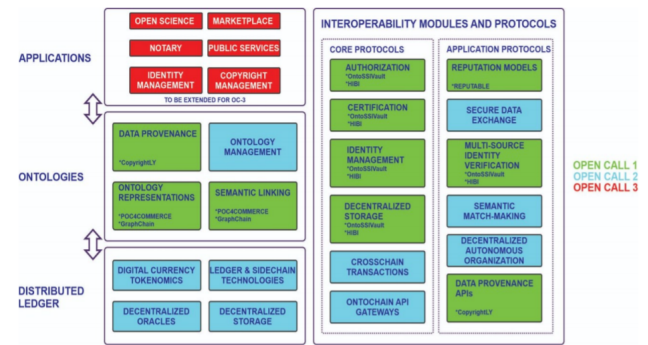 APPLICATIONS
OPEN SCIENCE
MARKETPLACE
NOTARY
PUBLIC SERVICES
IDENTITY
MANAGEMENT
COPYRIGHT
MANAGEMENT
TO BE EXTENDED FOR OC-3
ONTOLOGIES
DATA PROVENANCE
*CopyrightLY
ONTOLOGY
MANAGEMENT
ONTOLOGY
REPRESENTATIONS
*POC4COMMERCE
*GraphChain
SEMANTIC LINKING
*POC4COMMERCE
*GraphChain
DISTRIBUTED
LEDGER
DIGITAL CURRENCY
TOKENOMICS
LEDGER & SIDECHAIN
TECHNOLOGIES
DECENTRALIZED
ORACLES
DECENTRALIZED
STORAGE
INTEROPERABILITY MODULES AND PROTOCOLS
CORE PROTOCOLS
AUTHORIZATION
*OntoSSIVault
*HIBI
CERTIFICATION
*OntoSSIVault
*HIBI
IDENTITY
MANAGEMENT
*OntoSSIVault
*HIBI
DECENTRALIZED
STORAGE
*OntoSSIVault
*HIBI
CROSSCHAIN
TRANSACTIONS
ONTOCHAIN API
GATEWAYS
APPLICATION PROTOCOLS
REPUTATION MODELS
*REPUTABLE
SECURE DATA
EXCHANGE
MULTI-SOURCE
IDENTITY
VERIFICATION
*OntoSSIVault
*HIBI
SEMANTIC
MATCH-MAKING
DECENTRALIZED
AUTONOMOUS
ORGANIZATION
DATA PROVENANCE
APIs
*CopyrightLY
OPEN CALL 1
OPEN CALL 2
OPEN CALL 3